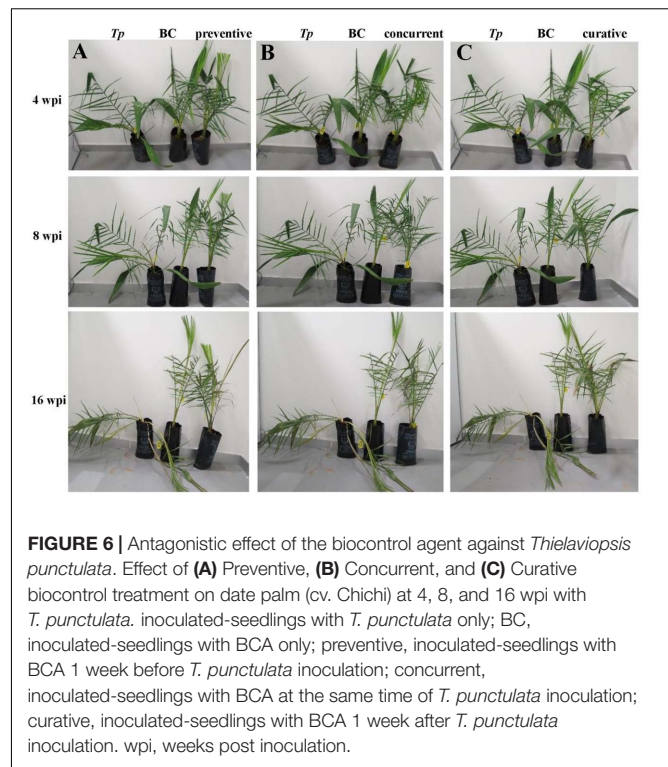 Tp BC preventive Tp BC concurrent Tp BC curative
A B C
4 wpi
8 wpi
16 wpi
FIGURE 6 | Antagonistic effect of the biocontrol agent against Thielaviopsis
punctulata. Effect of (A) Preventive, (B) Concurrent, and (C) Curative
biocontrol treatment on date palm (cv. Chichi) at 4, 8, and 16 wpi with
T. punctulata. inoculated-seedlings with T. punctulata only; BC,
inoculated-seedlings with BCA only; preventive, inoculated-seedlings with
BCA 1 week before T. punctulata inoculation; concurrent,
inoculated-seedlings with BCA at the same time of T. punctulata inoculation;
curative, inoculated-seedlings with BCA 1 week after T. punctulata
inoculation. wpi, weeks post inoculation.